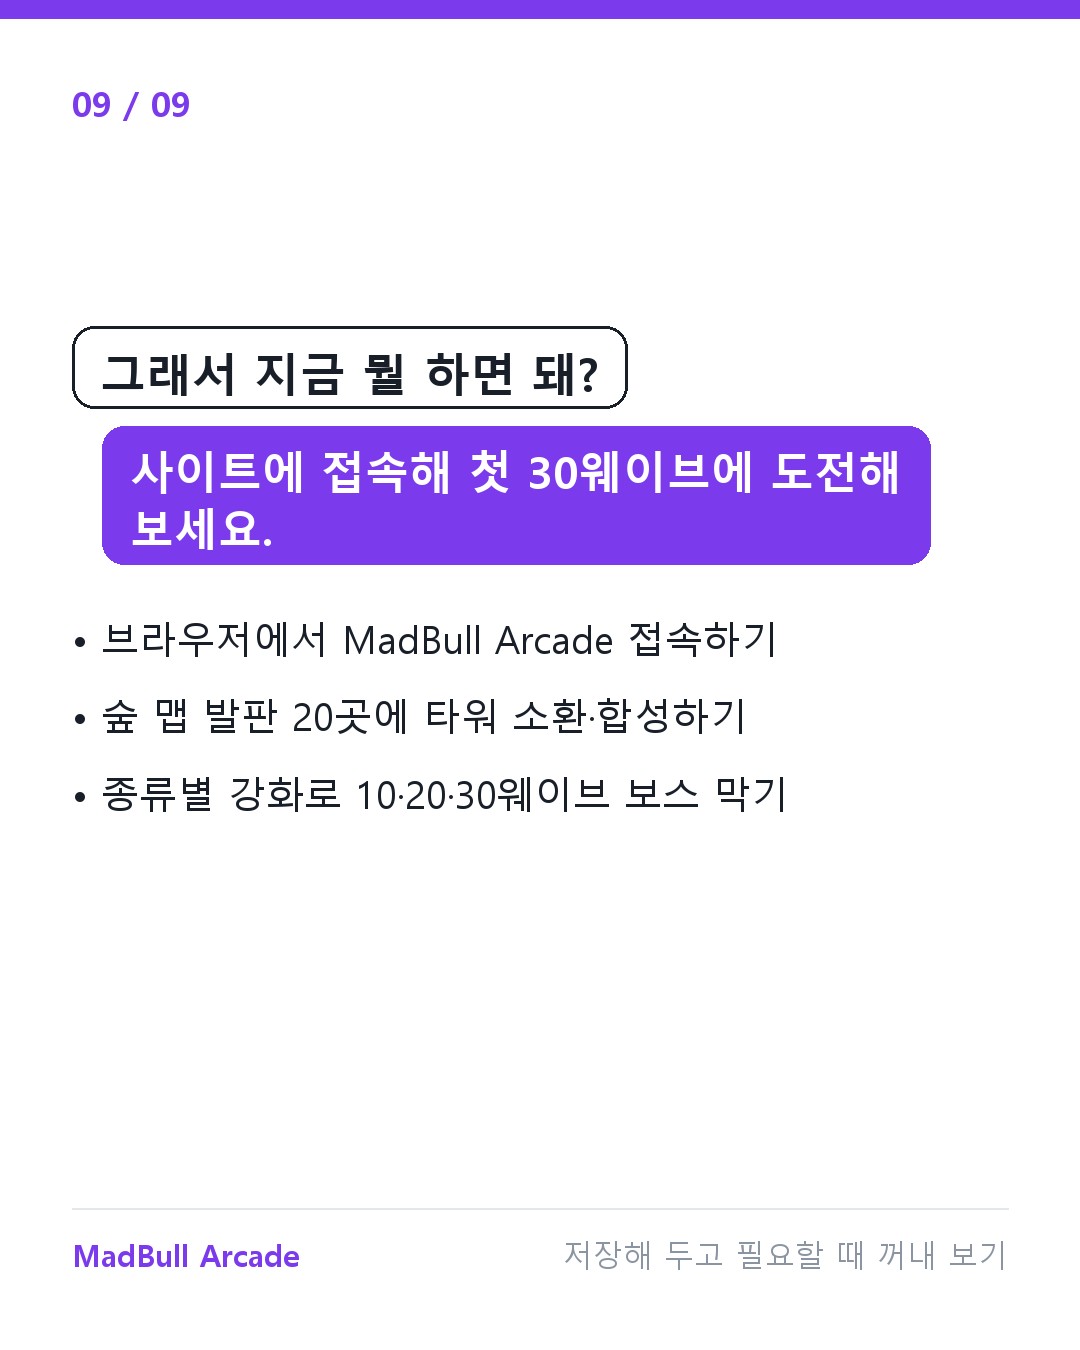 09 / 09
그래서 지금 뭘 하면 돼?
사이트에 접속해 첫 30웨이브에 도전해
보세요.
• 브라우저에서 MadBull Arcade 접속하기
• 숲 맵 발판 20곳에 타워 소환·합성하기
• 종류별 강화로 10·20·30웨이브 보스 막기
MadBull Arcade
저장해 두고 필요할 때 꺼내 보기